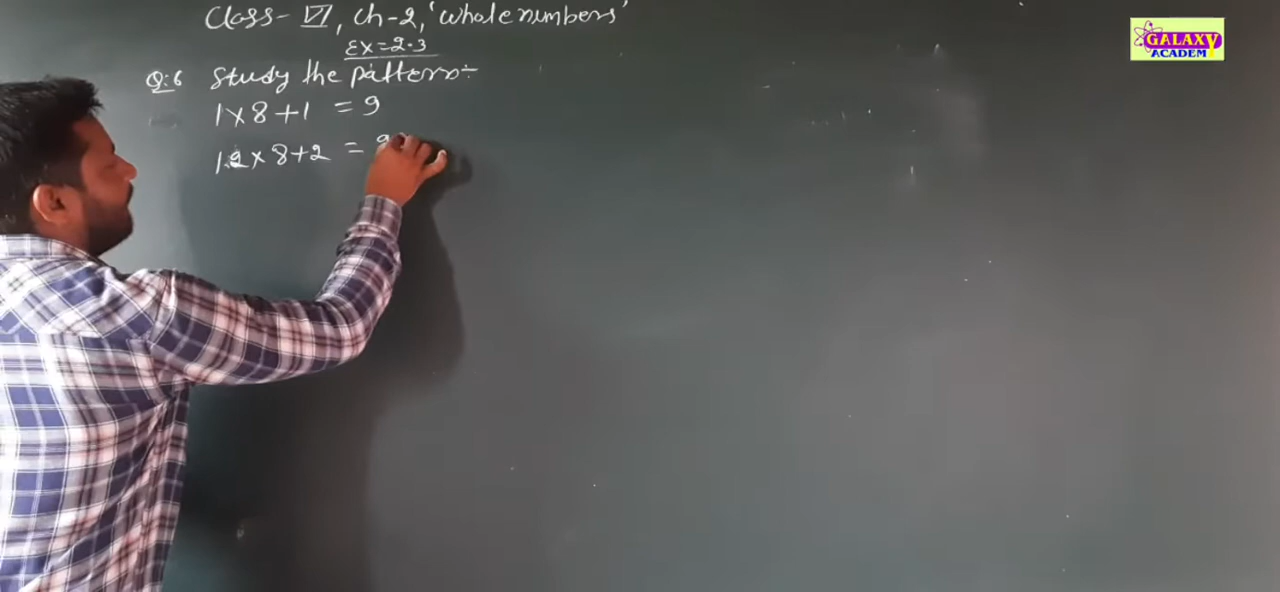 Class- VI, Ch-2, 'Whole numbers'
Ex=2.3
Q:6 Study the pattern:-
1 x 8 + 1 = 9
12 x 8 + 2 = 9
GALAXY
ACADEM